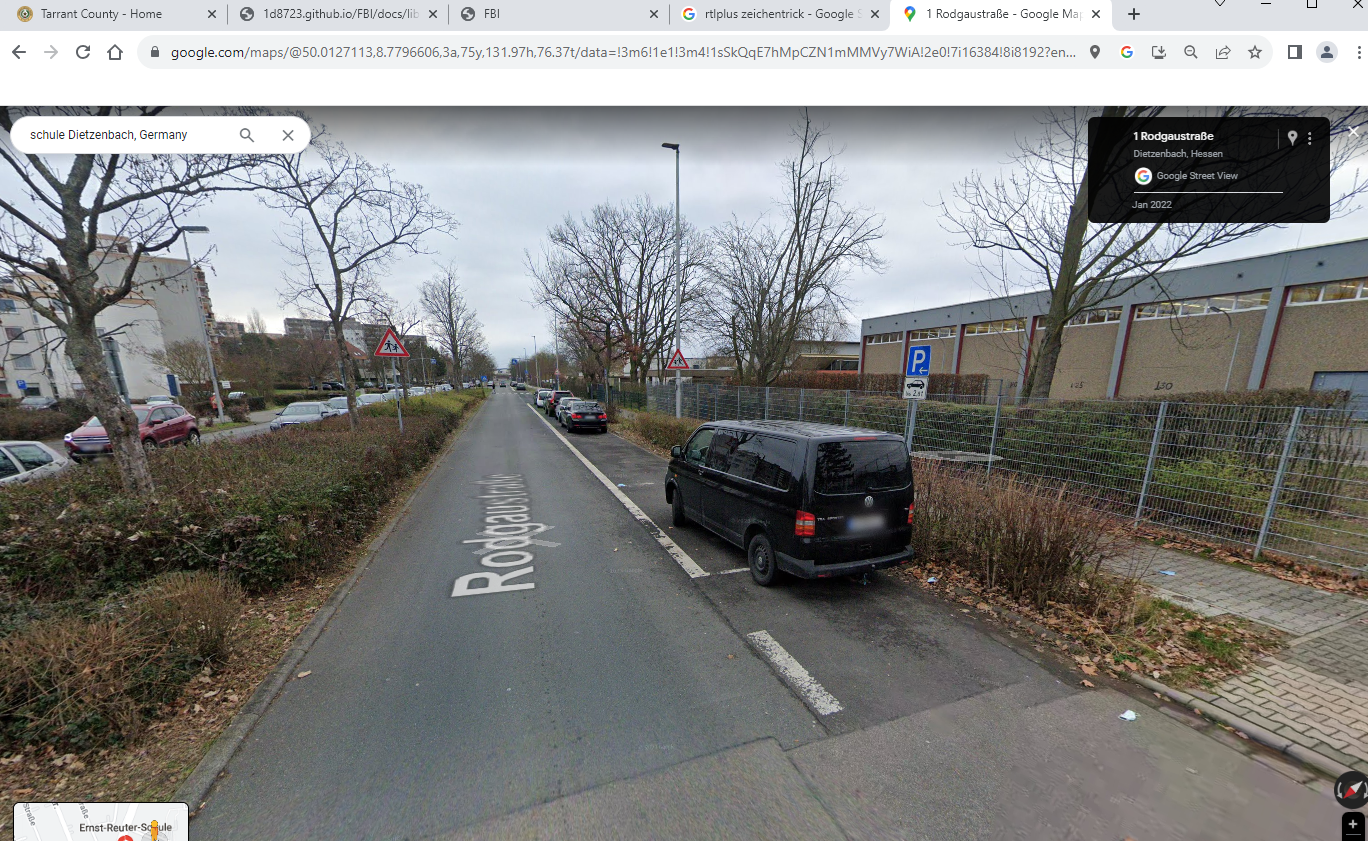 Tarrant County - Home
1d8723.github.io/FBI/docs/lib
FBI
rtlplus zeichentrick - Google S
1 Rodgaustraße - Google Map
google.com/maps/@50.0127113,8.7796606,3a,75y,131.97h,76.37t/data=!3m6!1e1!3m4!1sSkQqE7hMpCZN1mMMVy7WiA!2e0!7i16384!8i8192?en...
schule Dietzenbach, Germany
1 Rodgaustraße
Dietzenbach, Hessen
Google Street View
Jan 2022
P
Rodgaustraße
Ernst-Reuter-Schule